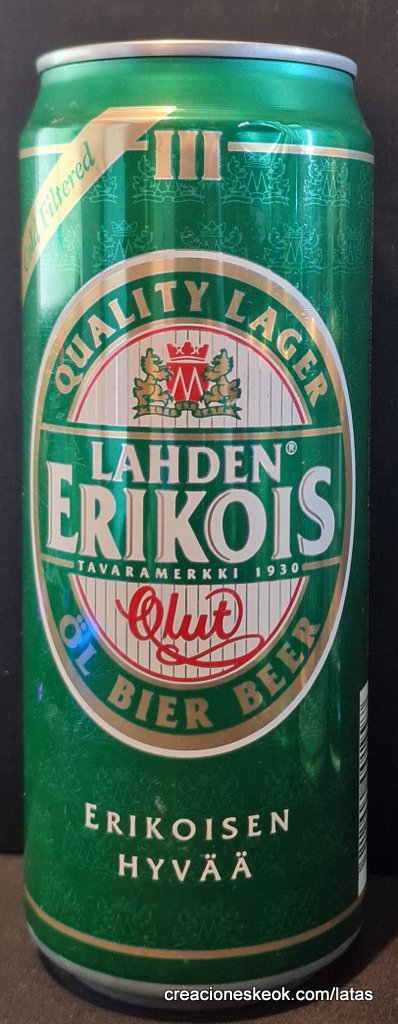 III
Cold Filtered
QUALITY LAGER
M
LAHDEN®
ERIKOIS
TAVARAMERKKI 1930
Olut
ÖL BIER BEER
ERIKOISEN
HYVÄÄ
creacioneskeok.com/latas